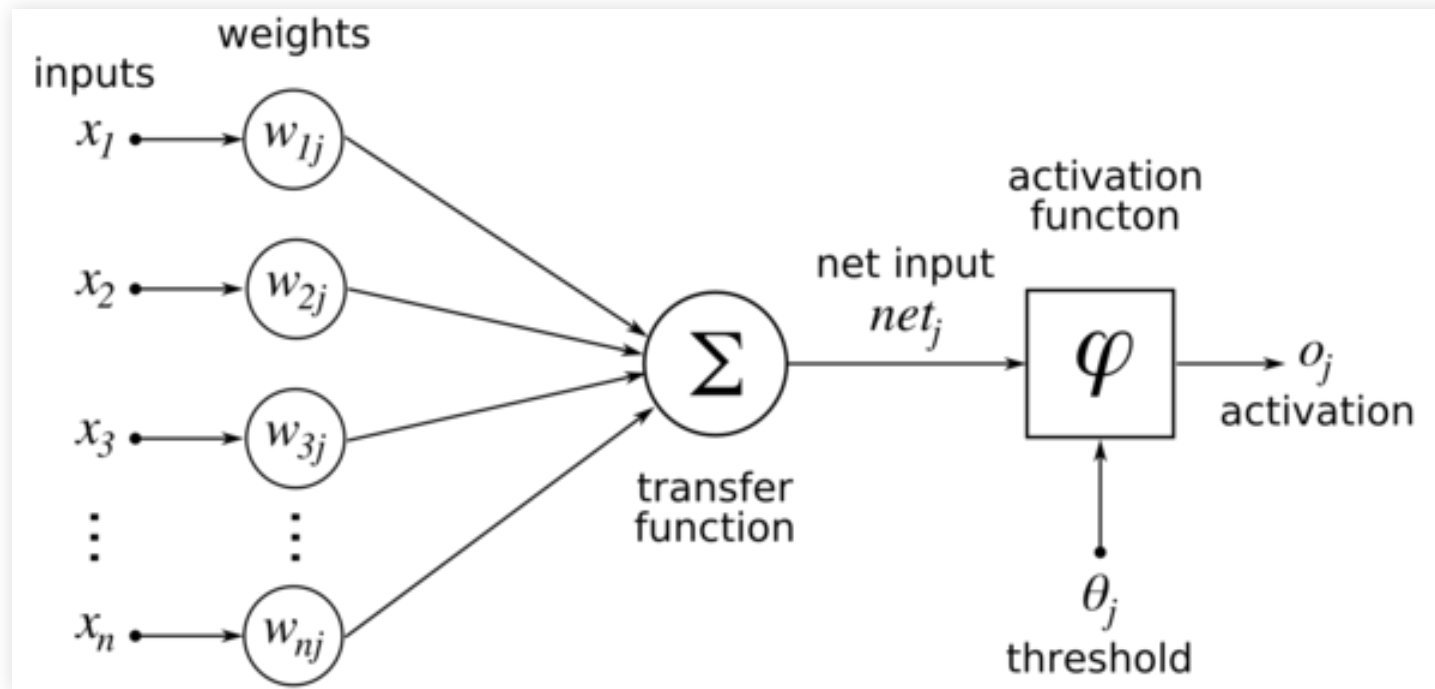 weights
inputs
x₁
w₁ⱼ
x₂
w₂ⱼ
x₃
w₃ⱼ
⋮ ⋮
xₙ
wₙⱼ
Σ
transfer
function
net input
netⱼ
activation
functon
φ
oⱼ
activation
θⱼ
threshold